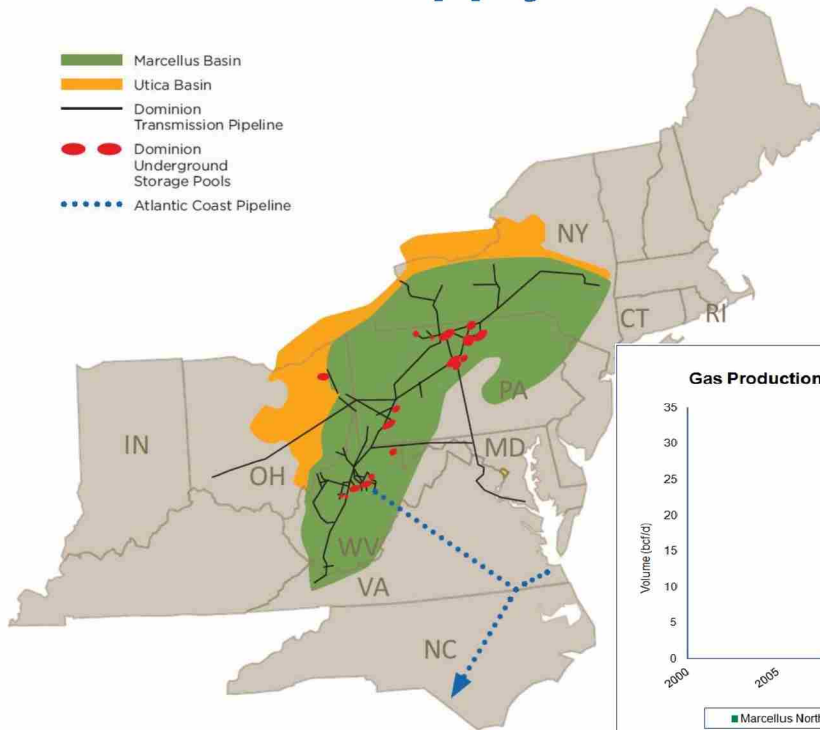 Marcellus Basin
Utica Basin
Dominion
Transmission Pipeline
Dominion
Underground
Storage Pools
Atlantic Coast Pipeline
NY
CT
RI
PA
IN
OH
MD
WV
VA
NC
Gas Production
35
30
25
20
15
10
5
0
Volume (bcf/d)
2000
2005
Marcellus North